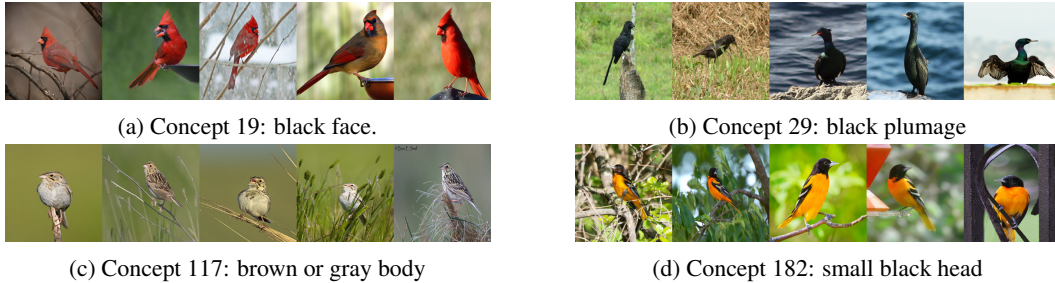 (a) Concept 19: black face.
(b) Concept 29: black plumage
(c) Concept 117: brown or gray body
(d) Concept 182: small black head